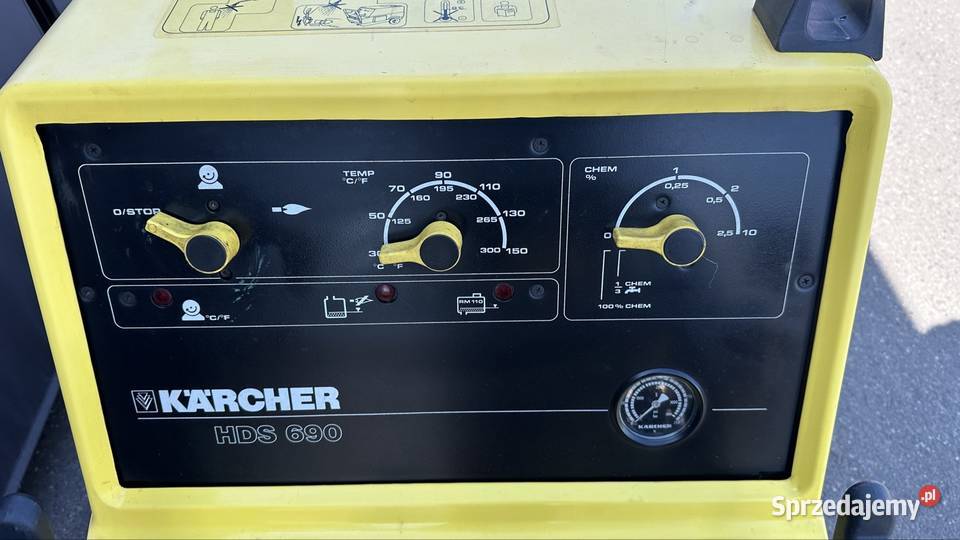 O/STOP
TEMP
°C/°F
30
50
70
90
110
130
150
125
160
195
230
265
300
°C °F
CHEM
%
0
1
2
10
0,25
0,5
2,5
1/3 CHEM
100% CHEM
°C/°F
RM 110
KÄRCHER
HDS 690
KÄRCHER
Sprzedajemy.pl